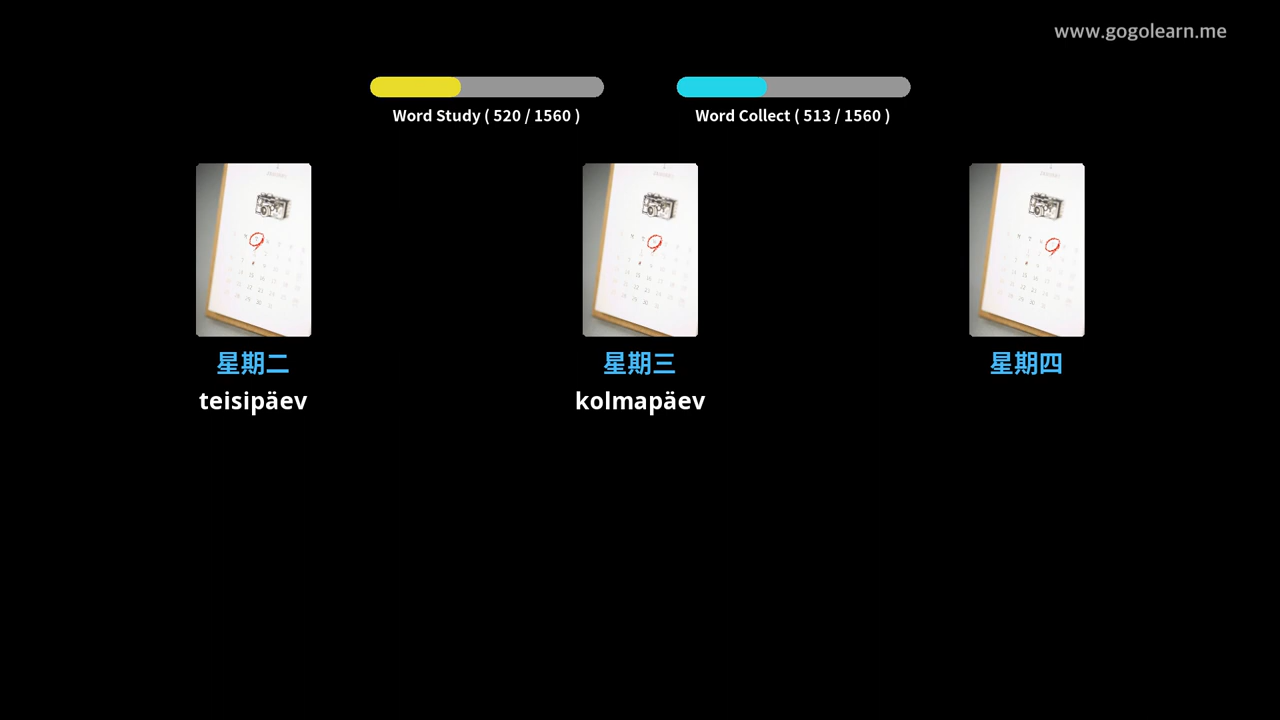 www.gogolearn.me
Word Study ( 520 / 1560 )
Word Collect ( 513 / 1560 )
星期二
星期三
星期四
teisipäev
kolmapäev